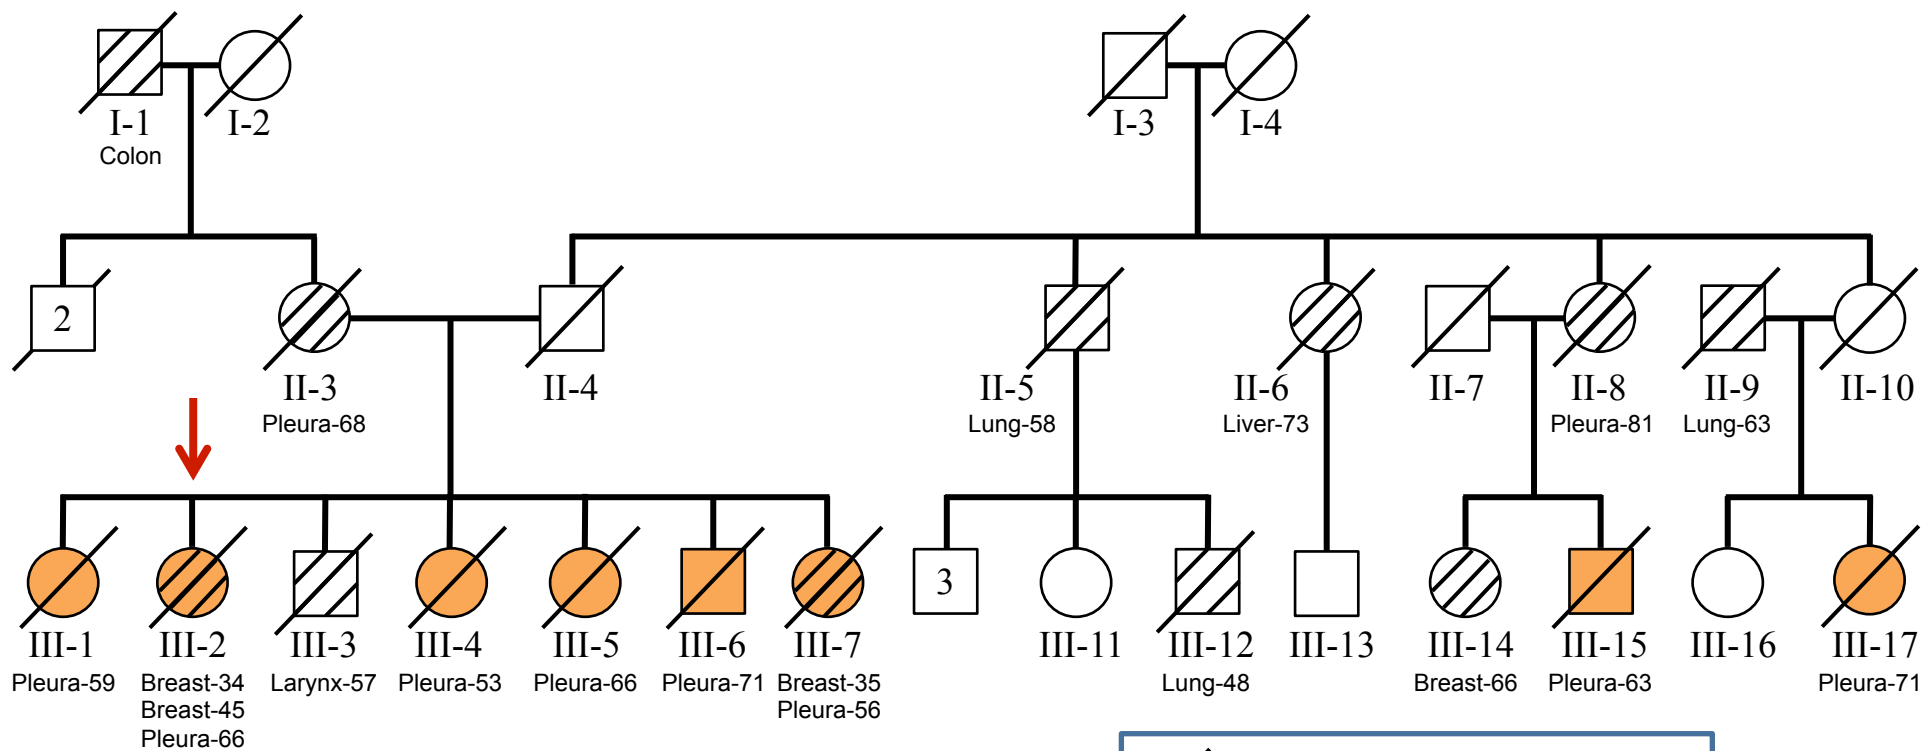 I-1
Colon
I-2
I-3
I-4
2
II-3
Pleura-68
II-4
II-5
Lung-58
II-6
Liver-73
II-7
II-8
Pleura-81
II-9
Lung-63
II-10
III-1
Pleura-59
III-2
Breast-34
Breast-45
Pleura-66
III-3
Larynx-57
III-4
Pleura-53
III-5
Pleura-66
III-6
Pleura-71
III-7
Breast-35
Pleura-56
3
III-11
III-12
Lung-48
III-13
III-14
Breast-66
III-15
Pleura-63
III-16
III-17
Pleura-71